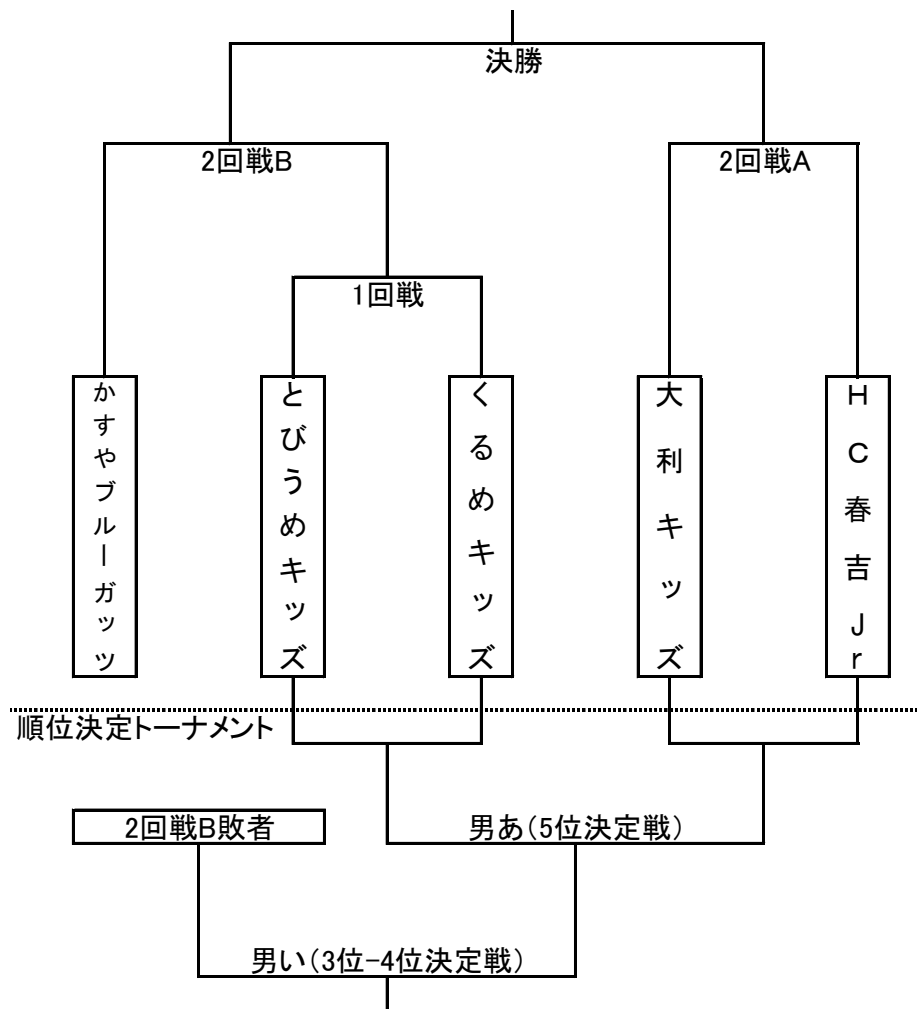 決勝
2回戦B
2回戦A
1回戦
かすやブルーガッツ
とびうめキッズ
くるめキッズ
大利キッズ
HC春吉Jr
順位決定トーナメント
2回戦B敗者
男あ(5位決定戦)
男い(3位-4位決定戦)